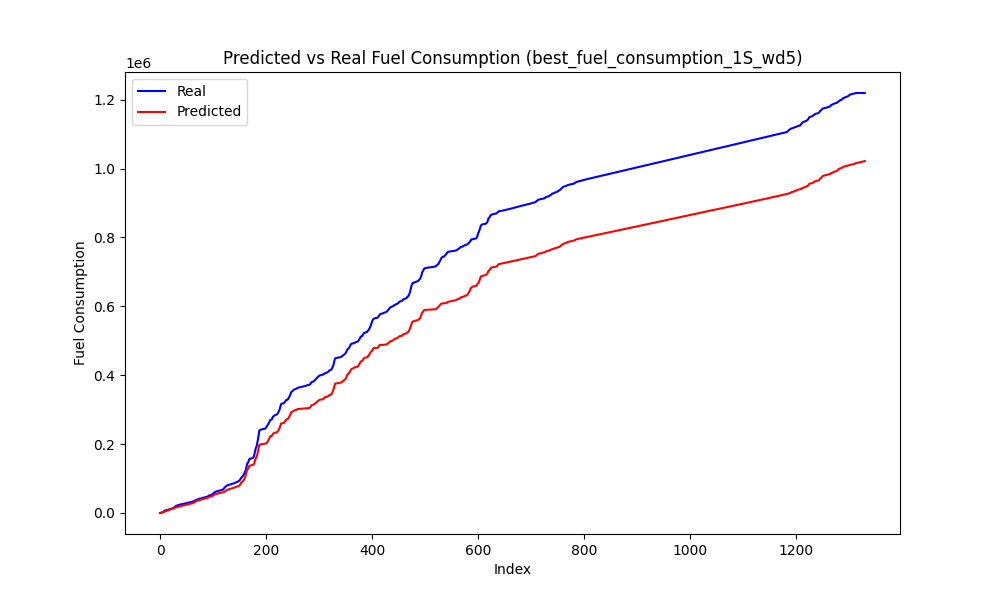 Predicted vs Real Fuel Consumption (best_fuel_consumption_1S_wd5)
1e6
Real
Predicted
1.2
1.0
0.8
0.6
0.4
0.2
0.0
Fuel Consumption
0 200 400 600 800 1000 1200
Index